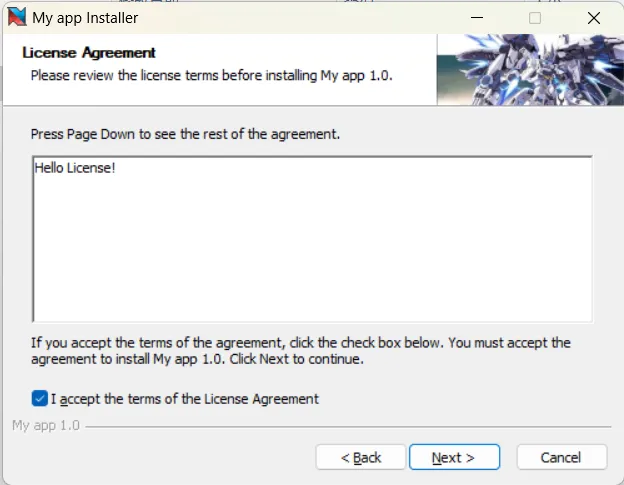 My app Installer
License Agreement
Please review the license terms before installing My app 1.0.
Press Page Down to see the rest of the agreement.
Hello License!
If you accept the terms of the agreement, click the check box below. You must accept the
agreement to install My app 1.0. Click Next to continue.
I accept the terms of the License Agreement
My app 1.0
< Back
Next >
Cancel